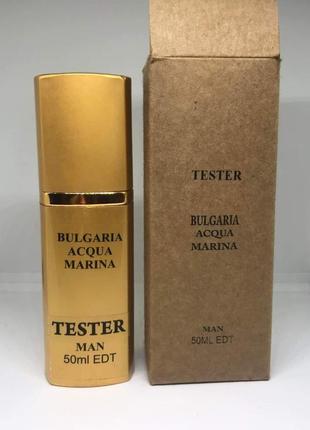 BULGARIA
ACQUA
MARINA
TESTER
MAN
50ml EDT
TESTER
BULGARIA
ACQUA
MARINA
MAN
50ML EDT